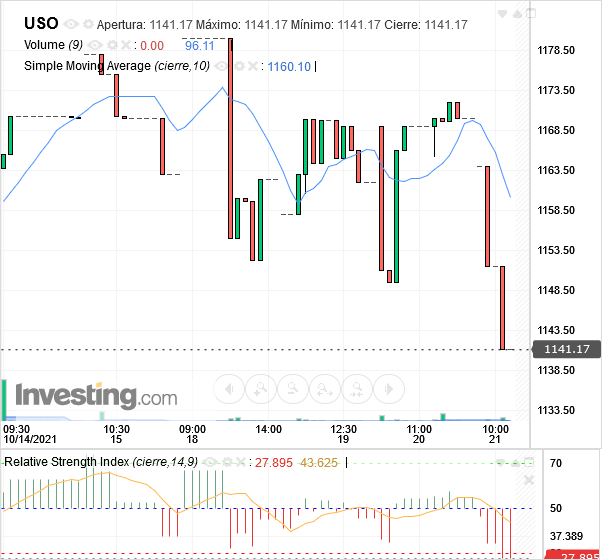 USO Apertura: 1141.17 Máximo: 1141.17 Mínimo: 1141.17 Cierre: 1141.17
Volume (9) : 0.00 96.11
Simple Moving Average (cierre,10) : 1160.10
1178.50
1173.50
1168.50
1163.50
1158.50
1153.50
1148.50
1143.50
1141.17
1138.50
1133.50
Investing.com
09:30 10:30 09:00 14:00 12:30 11:00 10:00
10/14/2021 15 18 19 20 21
Relative Strength Index (cierre,14,9) : 27.895 43.625
70
50
37.389
27.895